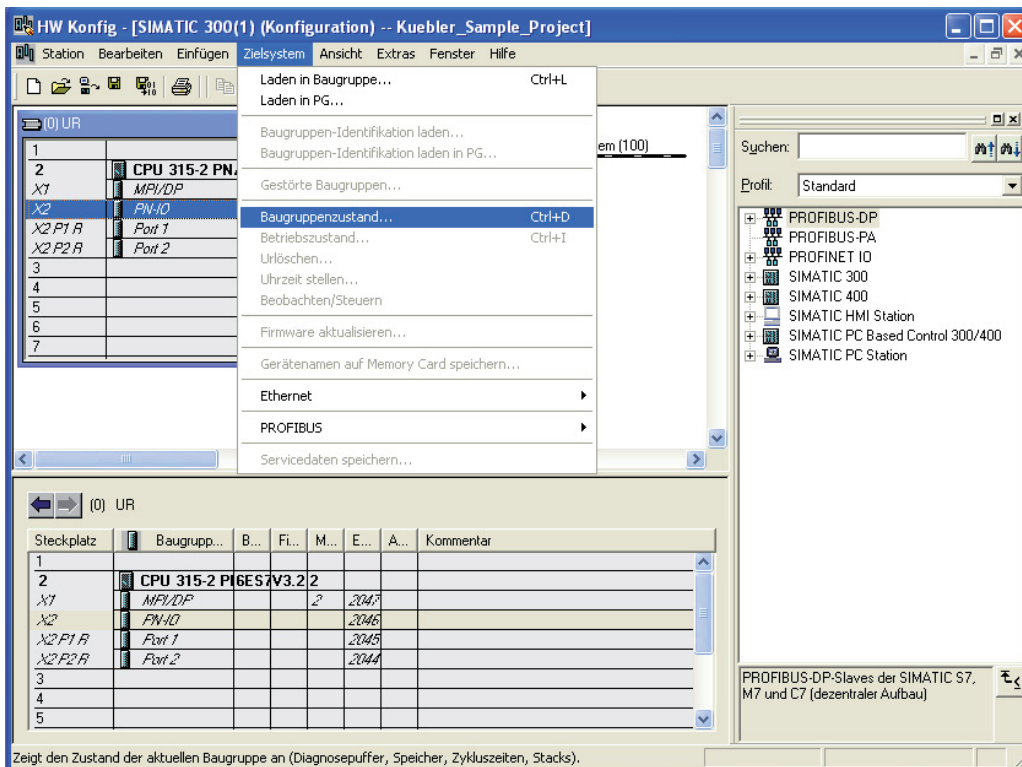 HW Konfig - [SIMATIC 300(1) (Konfiguration) -- Kuebler_Sample_Project]
Station Bearbeiten Einfügen Zielsystem Ansicht Extras Fenster Hilfe
Laden in Baugruppe... Ctrl+L
Laden in PG...
Baugruppen-Identifikation laden...
Baugruppen-Identifikation laden in PG...
Gestörte Baugruppen...
Baugruppenzustand... Ctrl+D
Betriebszustand... Ctrl+I
Urlöschen...
Uhrzeit stellen...
Beobachten/Steuern
Firmware aktualisieren...
Gerätenamen auf Memory Card speichern...
Ethernet
PROFIBUS
Servicedaten speichern...
(0) UR
1
2 CPU 315-2 PN
X1 MPI/DP
X2 PN-IO
X2 P1 R Port 1
X2 P2 R Port 2
3
4
5
6
7
em (100)
Suchen:
Profil: Standard
PROFIBUS-DP
PROFIBUS-PA
PROFINET IO
SIMATIC 300
SIMATIC 400
SIMATIC HMI Station
SIMATIC PC Based Control 300/400
SIMATIC PC Station
(0) UR
Steckplatz Baugrupp... B... Fi... M... E... A... Kommentar
1
2 CPU 315-2 P 6ES7 V3.2 2
X1 MPI/DP 2 2047
X2 PN-IO 2046
X2 P1 R Port 1 2045
X2 P2 R Port 2 2044
3
4
5
PROFIBUS-DP-Slaves der SIMATIC S7,
M7 und C7 (dezentraler Aufbau)
Zeigt den Zustand der aktuellen Baugruppe an (Diagnosepuffer, Speicher, Zykluszeiten, Stacks).